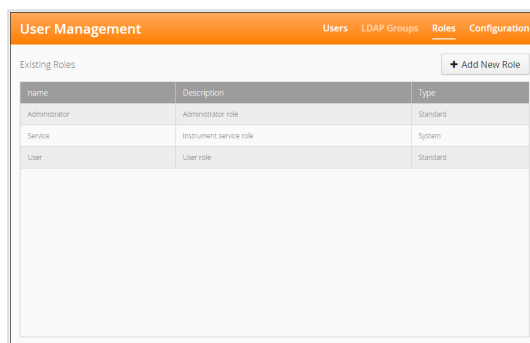 User Management Users LDAP Groups Roles Configuration
Existing Roles + Add New Role
name Description Type
Administrator Administrator role Standard
Service Instrument service role System
User User role Standard